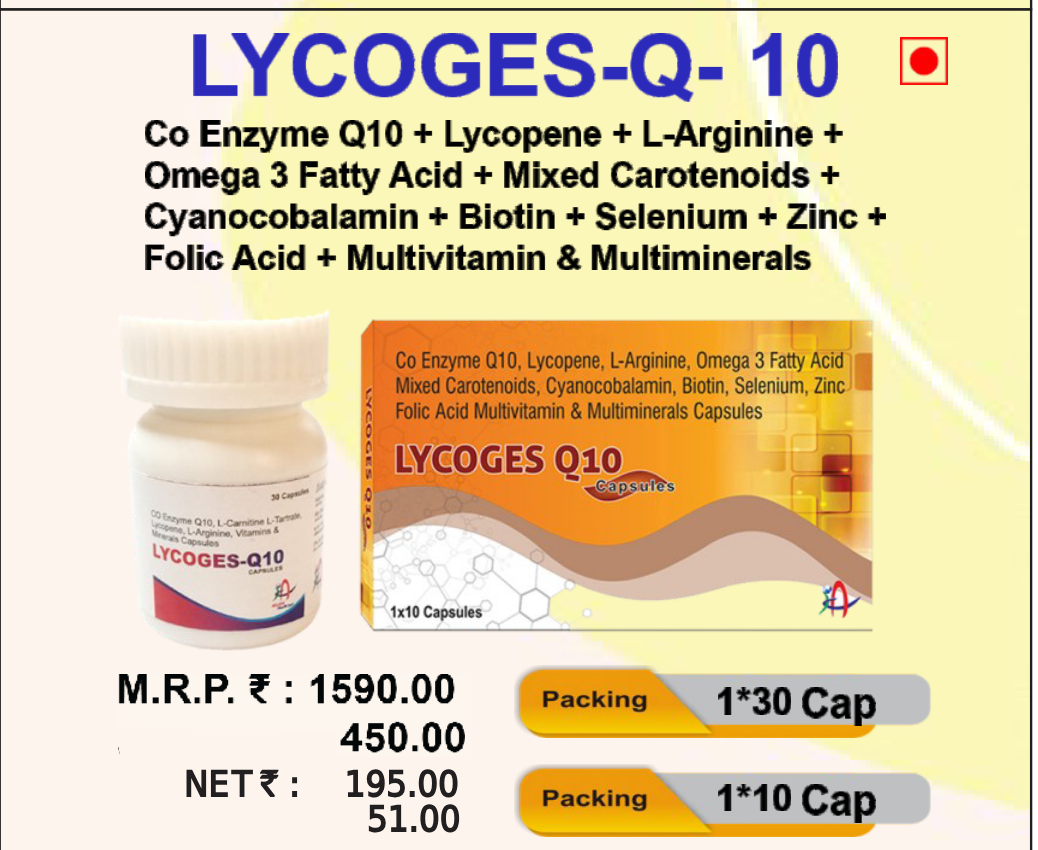 LYCOGES-Q- 10
Co Enzyme Q10 + Lycopene + L-Arginine +
Omega 3 Fatty Acid + Mixed Carotenoids +
Cyanocobalamin + Biotin + Selenium + Zinc +
Folic Acid + Multivitamin & Multiminerals
30 Capsules
CO Enzyme Q10, L-Carnitine L-Tartrate,
Lycopene, L-Arginine, Vitamins &
Minerals Capsules
LYCOGES-Q10
CAPSULES
LYCOGES Q10
Co Enzyme Q10, Lycopene, L-Arginine, Omega 3 Fatty Acid
Mixed Carotenoids, Cyanocobalamin, Biotin, Selenium, Zinc
Folic Acid Multivitamin & Multiminerals Capsules
LYCOGES Q10
Capsules
1x10 Capsules
M.R.P. ₹ : 1590.00
450.00
NET ₹ : 195.00
51.00
Packing 1*30 Cap
Packing 1*10 Cap